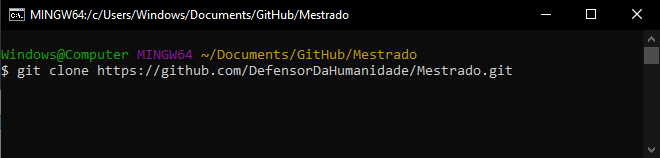 MINGW64:/c/Users/Windows/Documents/GitHub/Mestrado
Windows@Computer MINGW64 ~/Documents/GitHub/Mestrado
$ git clone https://github.com/DefensorDaHumanidade/Mestrado.git